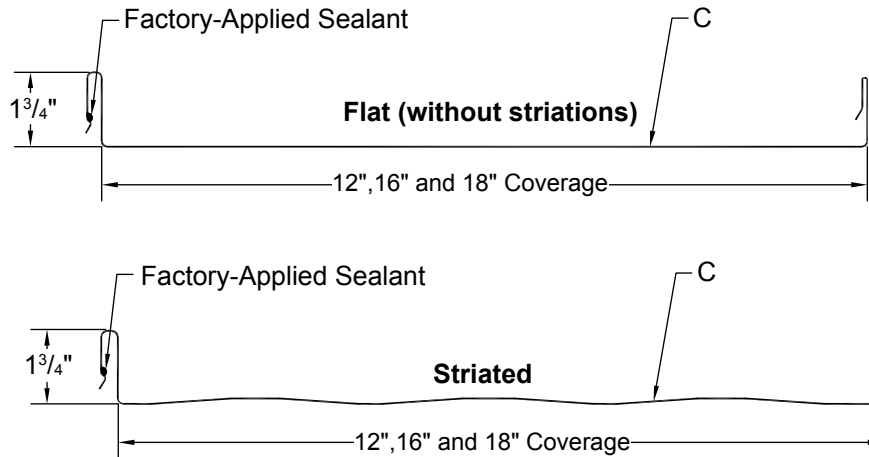 Factory-Applied Sealant
C
1³/₄"
Flat (without striations)
12",16" and 18" Coverage
Factory-Applied Sealant
C
1³/₄"
Striated
12",16" and 18" Coverage